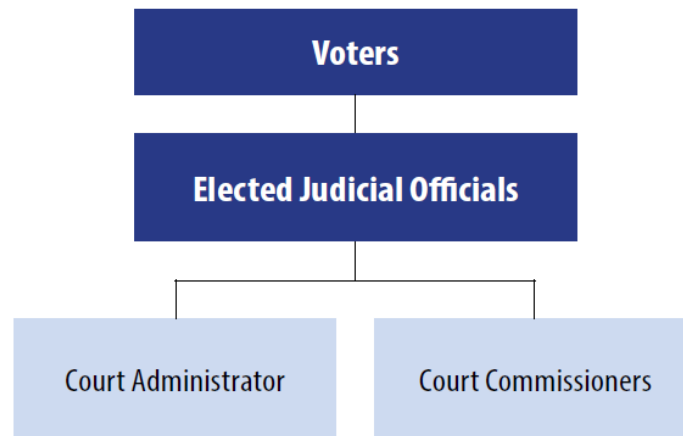 Voters
Elected Judicial Officials
Court Administrator
Court Commissioners